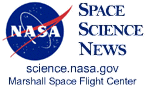 NASA
SPACE
SCIENCE
NEWS
science.nasa.gov
Marshall Space Flight Center